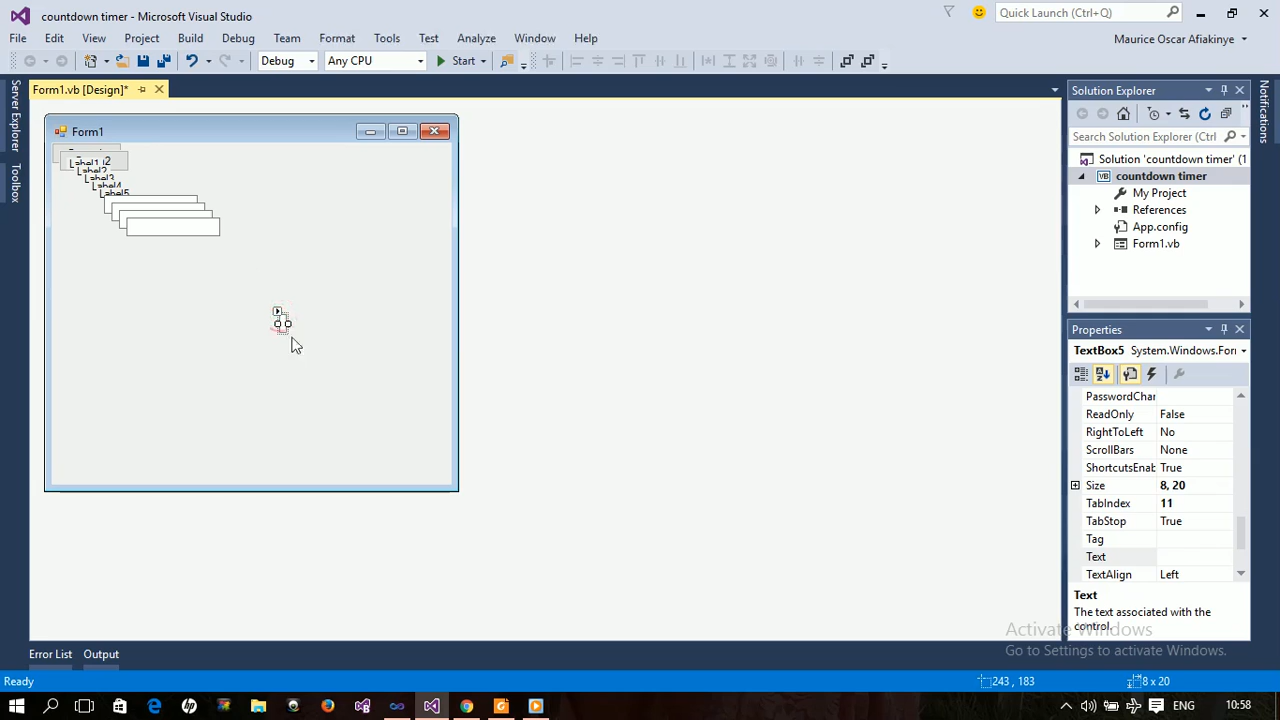 countdown timer - Microsoft Visual Studio
Quick Launch (Ctrl+Q)
File Edit View Project Build Debug Team Format Tools Test Analyze Window Help
Maurice Oscar Afiakinye
Debug Any CPU Start
Form1.vb [Design]*
Server Explorer
Toolbox
Form1
Label1
Label2
Label3
Label4
Label5
Solution Explorer
Search Solution Explorer (Ctrl
Solution 'countdown timer' (1
countdown timer
My Project
References
App.config
Form1.vb
Notifications
Properties
TextBox5 System.Windows.For
PasswordChar
ReadOnly False
RightToLeft No
ScrollBars None
ShortcutsEnab True
Size 8, 20
TabIndex 11
TabStop True
Tag
Text
TextAlign Left
Text
The text associated with the
control.
Activate Windows
Go to Settings to activate Windows.
Error List Output
Ready
243 , 183
8 x 20
ENG 10:58